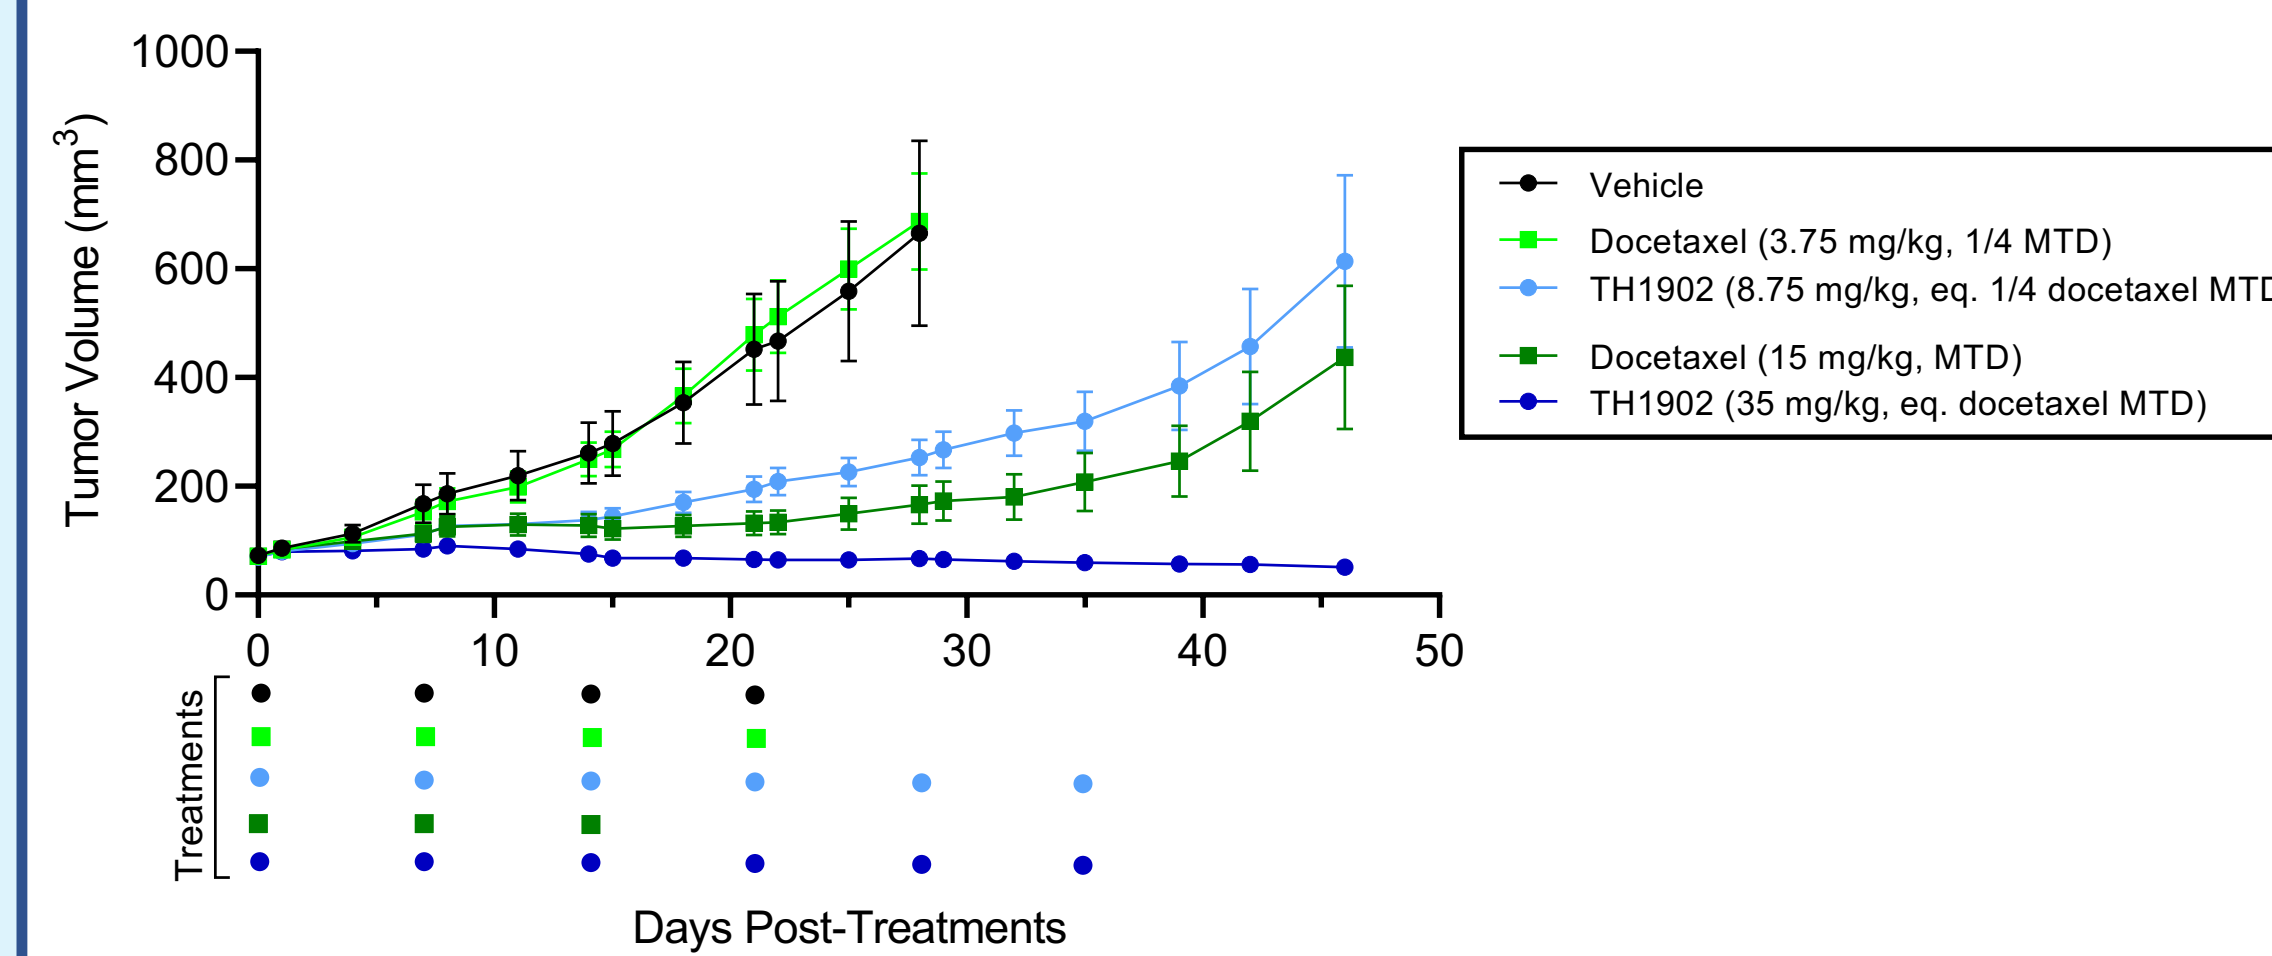 1000
800
600
400
200
0
Tumor Volume (mm³)
0 10 20 30 40 50
Vehicle
Docetaxel (3.75 mg/kg, 1/4 MTD)
TH1902 (8.75 mg/kg, eq. 1/4 docetaxel MTD
Docetaxel (15 mg/kg, MTD)
TH1902 (35 mg/kg, eq. docetaxel MTD)
Treatments
Days Post-Treatments